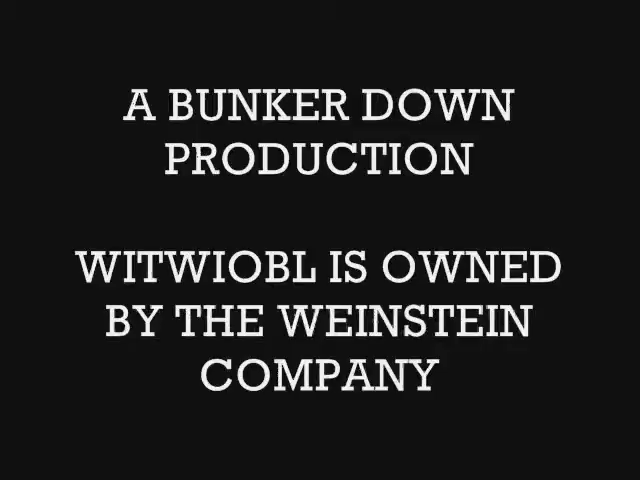 A BUNKER DOWN
PRODUCTION
WITWIOBL IS OWNED
BY THE WEINSTEIN
COMPANY